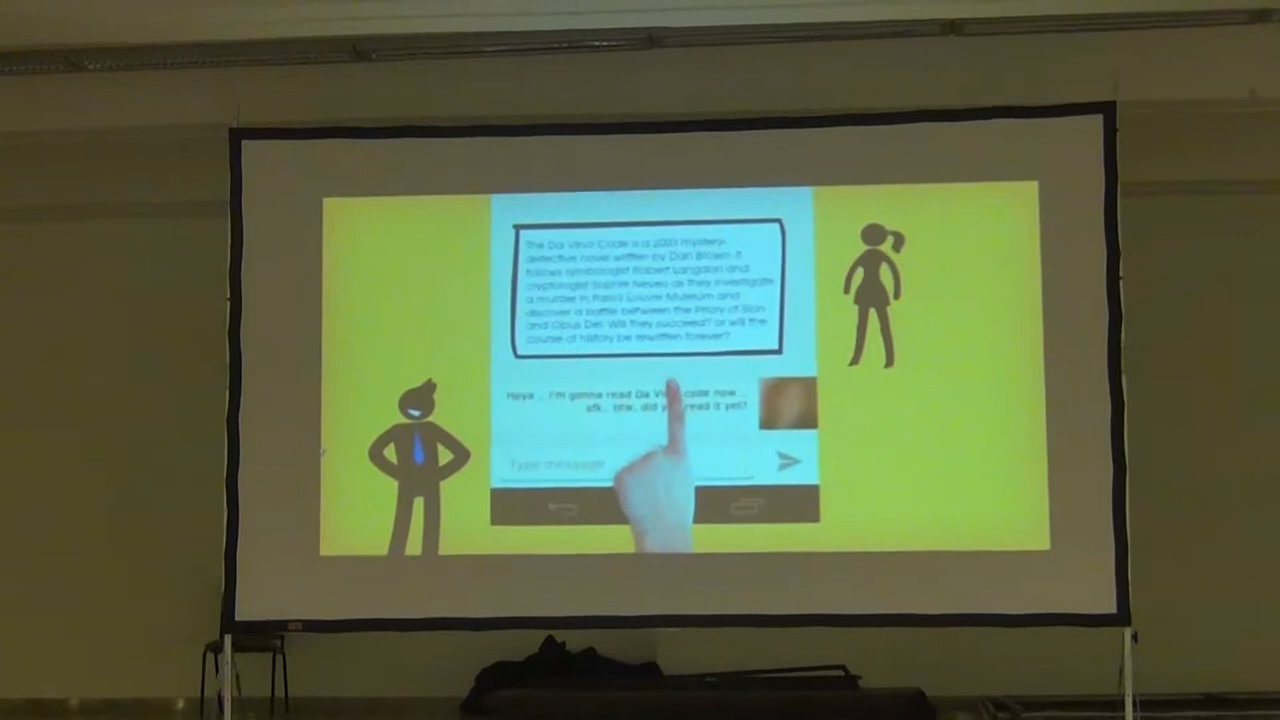 The Da Vinci Code is a 2003 mystery-
detective novel written by Dan Brown. It
follows symbologist Robert Langdon and
cryptologist Sophie Neveu as they investigate
a murder in Paris's Louvre Museum and
discover a battle between the Priory of Sion
and Opus Dei. Will they succeed? or will the
course of history be rewritten forever?
Heya .. I'm gonna read Da Vi code now ...
afk.. btw, did y read it yet?
Type message